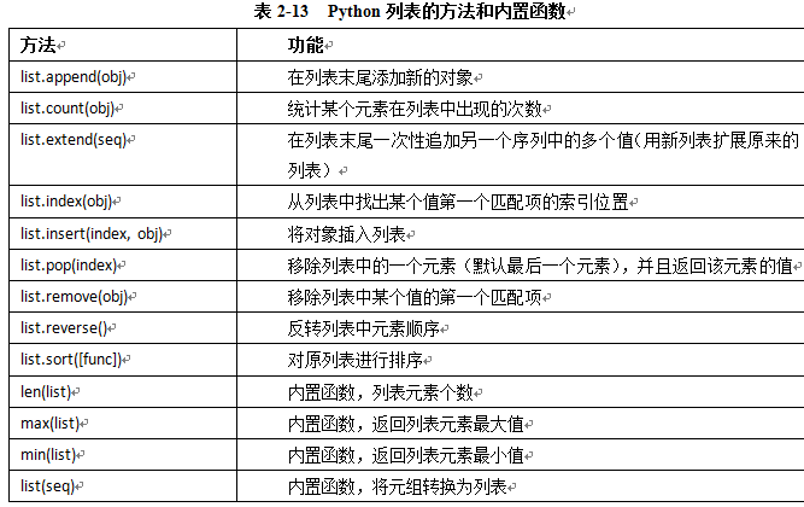 表 2-13 Python 列表的方法和内置函数
方法 功能
list.append(obj) 在列表末尾添加新的对象
list.count(obj) 统计某个元素在列表中出现的次数
list.extend(seq) 在列表末尾一次性追加另一个序列中的多个值（用新列表扩展原来的
列表）
list.index(obj) 从列表中找出某个值第一个匹配项的索引位置
list.insert(index, obj) 将对象插入列表
list.pop(index) 移除列表中的一个元素（默认最后一个元素），并且返回该元素的值
list.remove(obj) 移除列表中某个值的第一个匹配项
list.reverse() 反转列表中元素顺序
list.sort([func]) 对原列表进行排序
len(list) 内置函数，列表元素个数
max(list) 内置函数，返回列表元素最大值
min(list) 内置函数，返回列表元素最小值
list(seq) 内置函数，将元组转换为列表